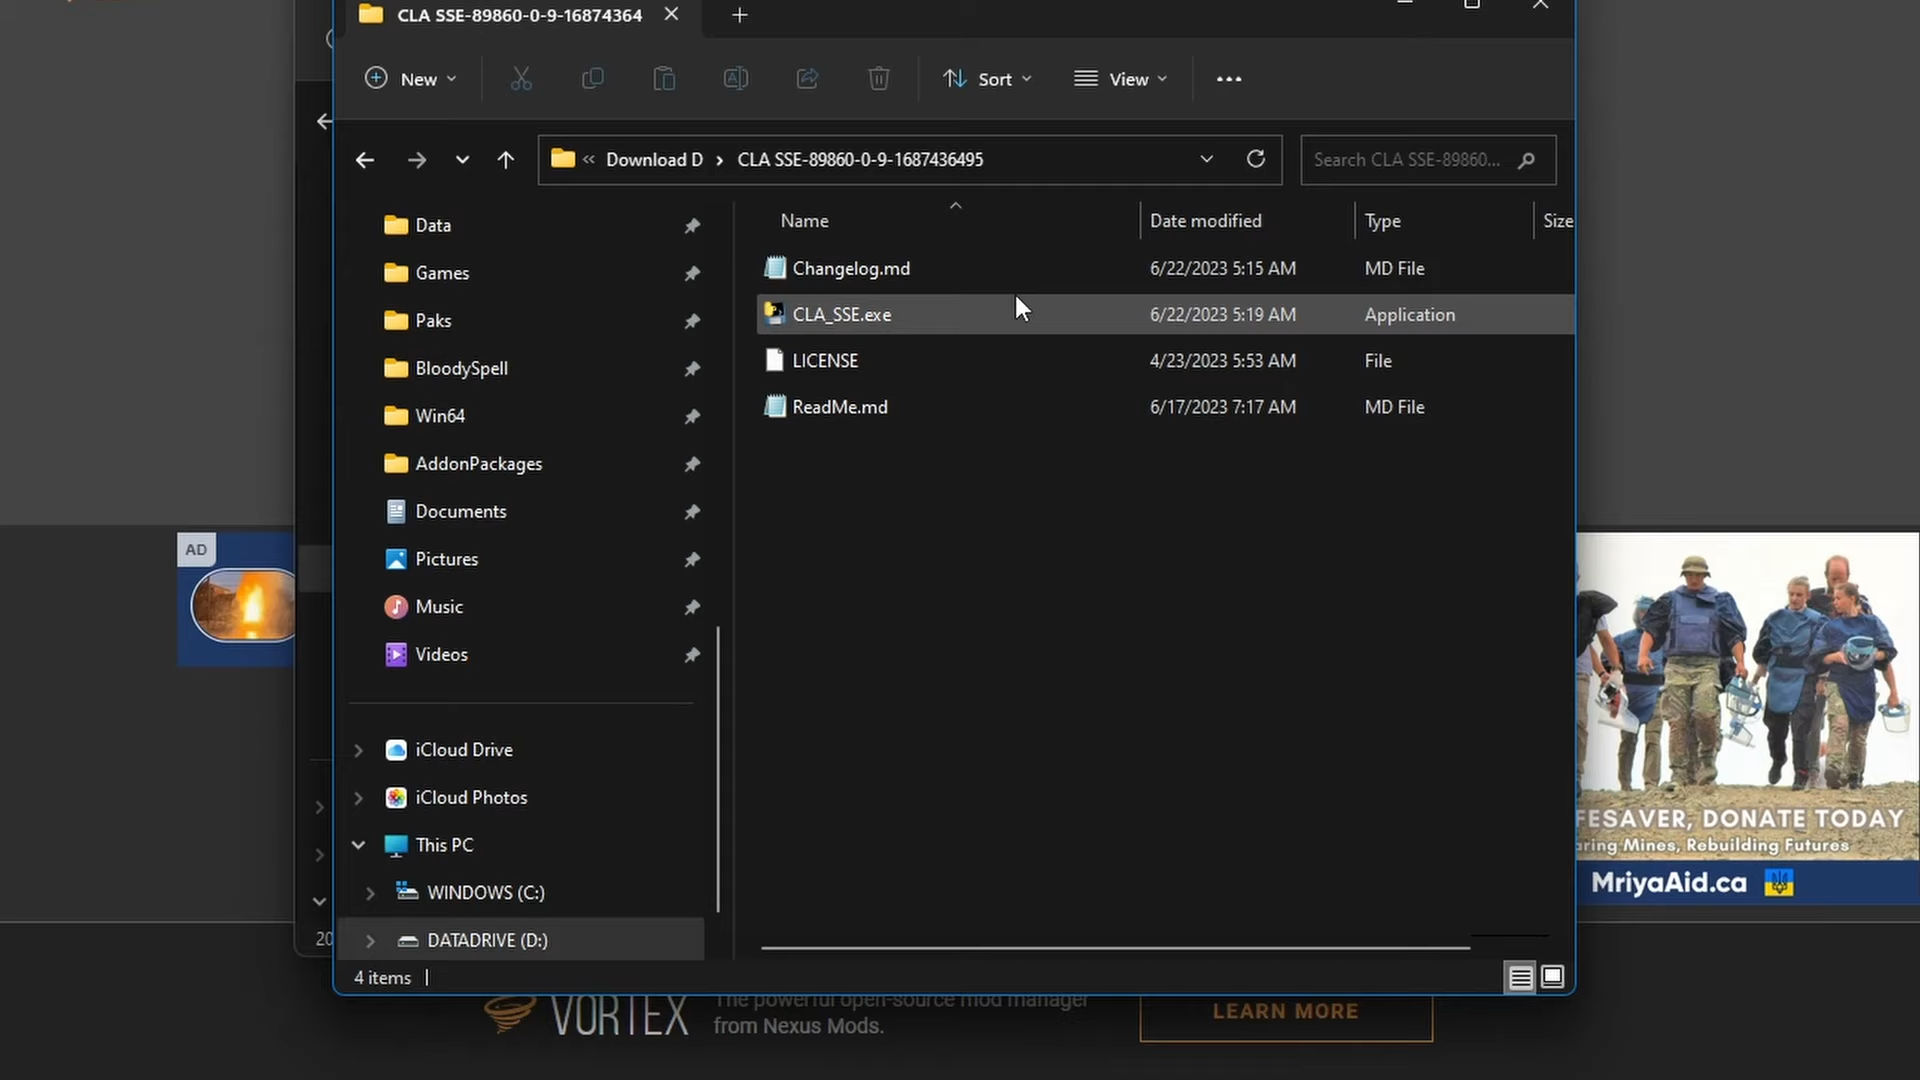 CLA SSE-89860-0-9-16874364
New
Sort
View
Download D
CLA SSE-89860-0-9-1687436495
Search CLA SSE-89860...
Name
Date modified
Type
Size
Changelog.md 6/22/2023 5:15 AM MD File
CLA_SSE.exe 6/22/2023 5:19 AM Application
LICENSE 4/23/2023 5:53 AM File
ReadMe.md 6/17/2023 7:17 AM MD File
Data
Games
Paks
BloodySpell
Win64
AddonPackages
Documents
Pictures
Music
Videos
iCloud Drive
iCloud Photos
This PC
WINDOWS (C:)
DATADRIVE (D:)
4 items
20
AD
FESAVER, DONATE TODAY
aring Mines, Rebuilding Futures
MriyaAid.ca
VORTEX
The powerful open-source mod manager
from Nexus Mods.
LEARN MORE